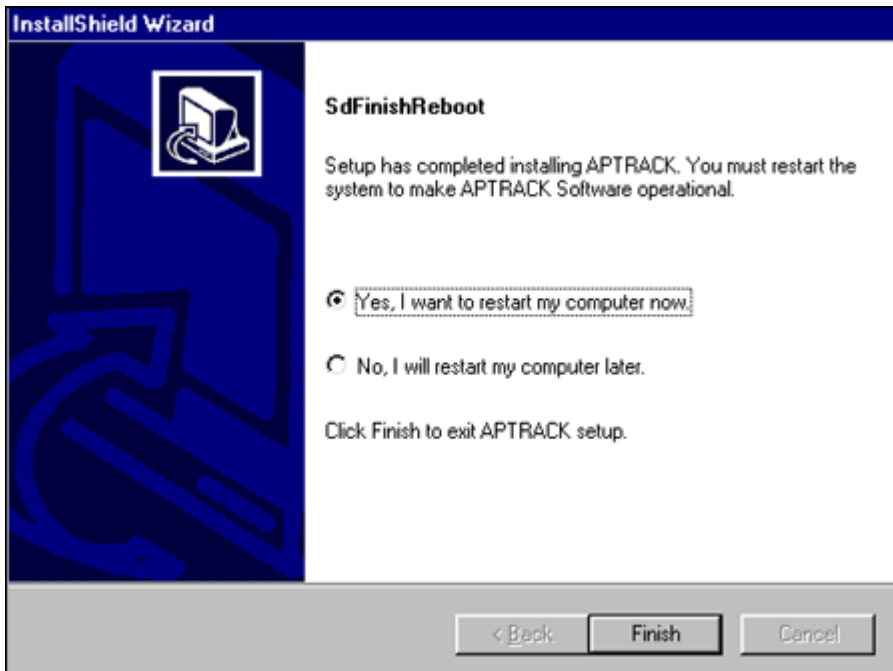 InstallShield Wizard
SdFinishReboot
Setup has completed installing APTRACK. You must restart the
system to make APTRACK Software operational.
Yes, I want to restart my computer now.
No, I will restart my computer later.
Click Finish to exit APTRACK setup.
< Back Finish Cancel